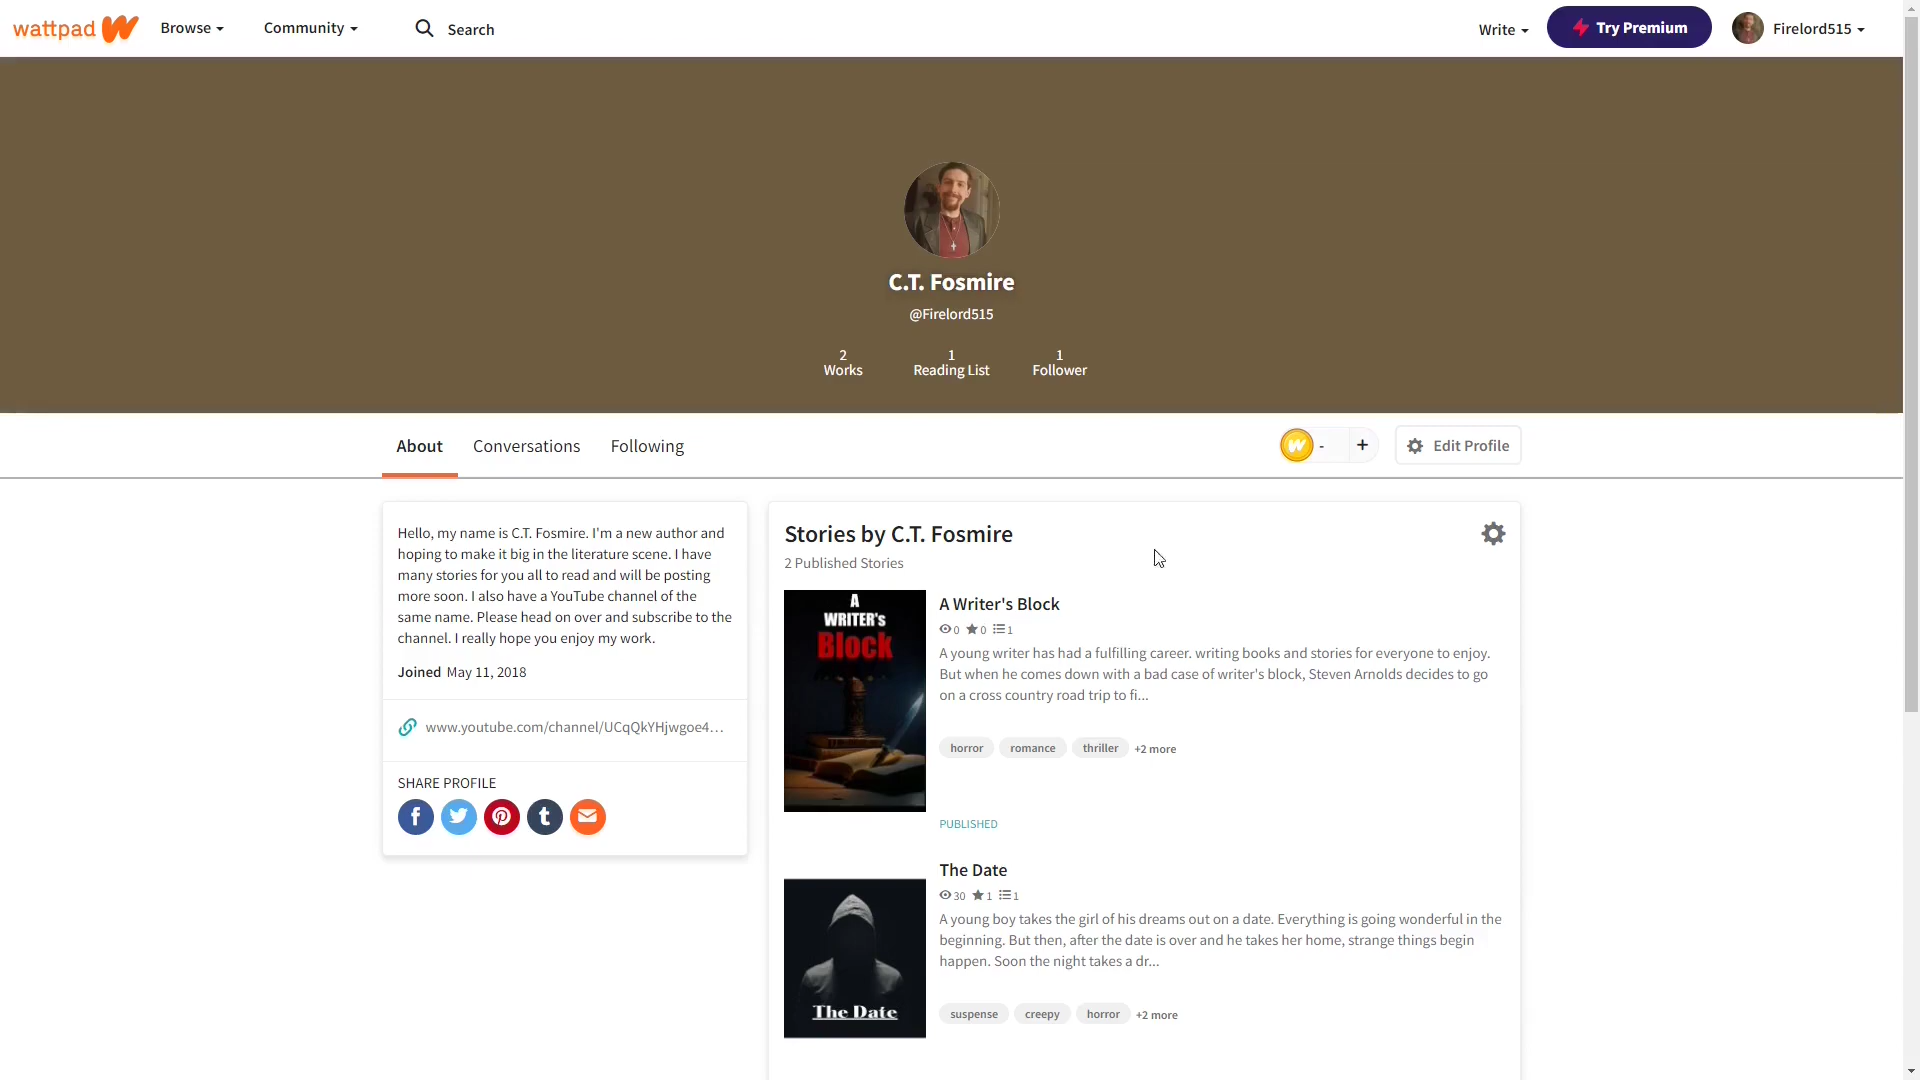 wattpad
Browse
Community
Search
Write
Try Premium
Firelord515
C.T. Fosmire
@Firelord515
2
Works
1
Reading List
1
Follower
About
Conversations
Following
-
+
Edit Profile
Hello, my name is C.T. Fosmire. I'm a new author and
hoping to make it big in the literature scene. I have
many stories for you all to read and will be posting
more soon. I also have a YouTube channel of the
same name. Please head on over and subscribe to the
channel. I really hope you enjoy my work.
Joined May 11, 2018
www.youtube.com/channel/UCqQkYHjwgoe4...
SHARE PROFILE
Stories by C.T. Fosmire
2 Published Stories
A
WRITER's
Block
A Writer's Block
0 0 1
A young writer has had a fulfilling career. writing books and stories for everyone to enjoy.
But when he comes down with a bad case of writer's block, Steven Arnolds decides to go
on a cross country road trip to fi...
horror romance thriller +2 more
PUBLISHED
The Date
The Date
30 1 1
A young boy takes the girl of his dreams out on a date. Everything is going wonderful in the
beginning. But then, after the date is over and he takes her home, strange things begin
happen. Soon the night takes a dr...
suspense creepy horror +2 more